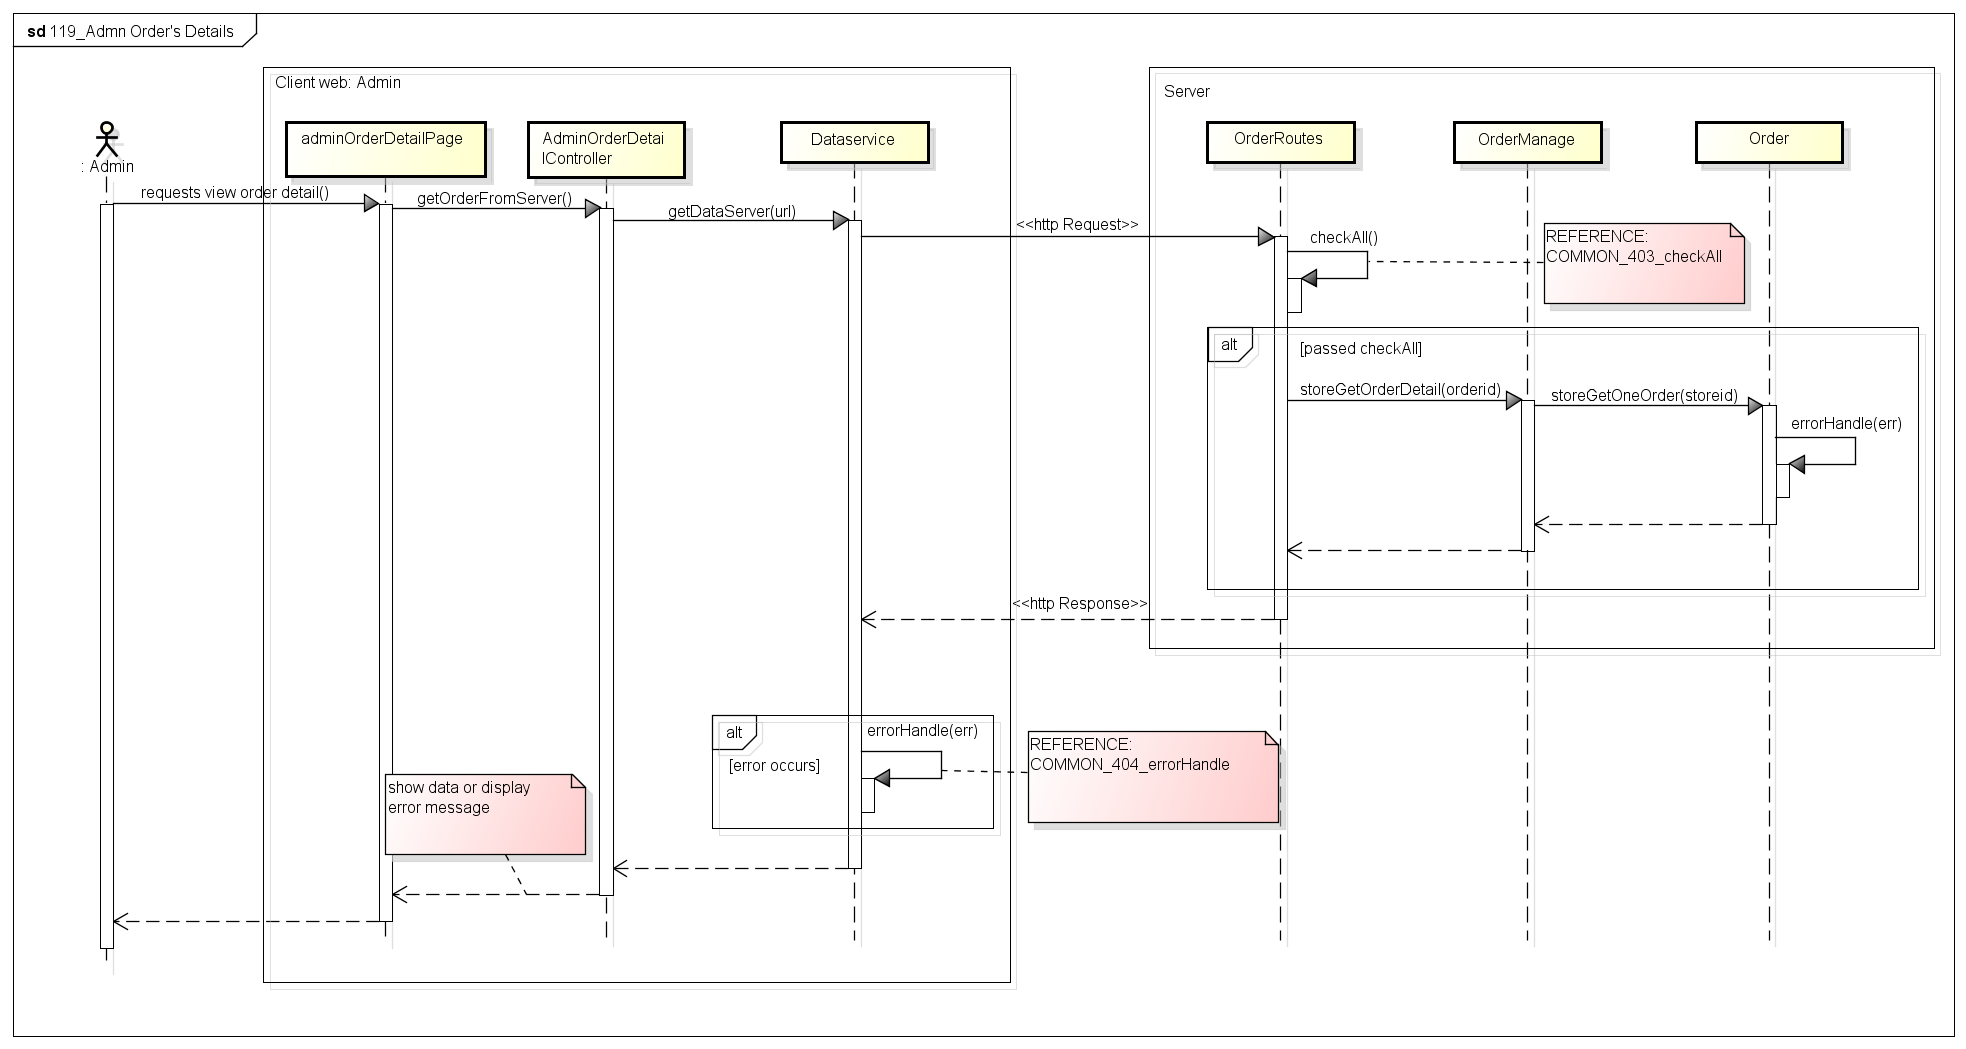 sd 119_Admn Order's Details
Client web: Admin
Server
: Admin
adminOrderDetailPage
AdminOrderDetai
lController
Dataservice
OrderRoutes
OrderManage
Order
requests view order detail()
getOrderFromServer()
getDataServer(url)
<<http Request>>
checkAll()
REFERENCE:
COMMON_403_checkAll
alt
[passed checkAll]
storeGetOrderDetail(orderid)
storeGetOneOrder(storeid)
errorHandle(err)
<<http Response>>
alt
errorHandle(err)
[error occurs]
REFERENCE:
COMMON_404_errorHandle
show data or display
error message